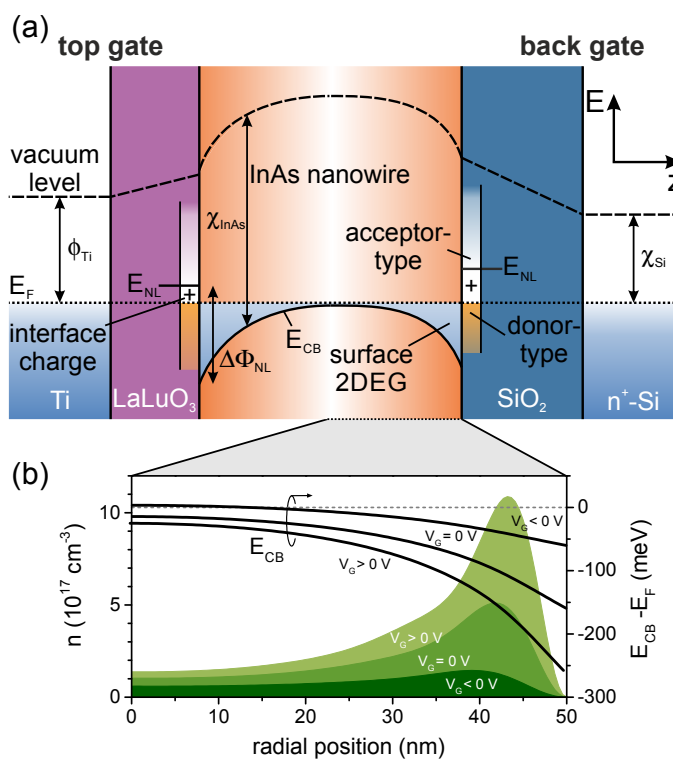 (a)
top gate
back gate
E
z
vacuum
level
InAs nanowire
χInAs
ϕTi
acceptor-
type
χSi
EF
ENL
+
ENL
+
interface
charge
ΔΦNL
ECB
surface
2DEG
donor-
type
Ti
LaLuO3
SiO2
n+-Si
(b)
n (10^17 cm^-3)
10
5
0
ECB
VG<0 V
VG=0 V
VG>0 V
VG>0 V
VG=0 V
VG<0 V
0
-100
-200
-300
ECB -EF (meV)
0 10 20 30 40 50
radial position (nm)